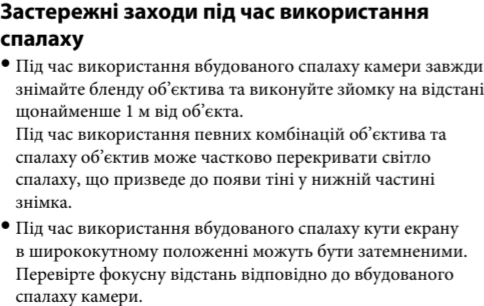 Застережні заходи під час використання
спалаху
• Під час використання вбудованого спалаху камери завжди
знімайте бленду об’єктива та виконуйте зйомку на відстані
щонайменше 1 м від об’єкта.
Під час використання певних комбінацій об’єктива та
спалаху об’єктив може частково перекривати світло
спалаху, що призведе до появи тіні у нижній частині
знімка.
• Під час використання вбудованого спалаху кути екрану
в ширококутному положенні можуть бути затемненими.
Перевірте фокусну відстань відповідно до вбудованого
спалаху камери.